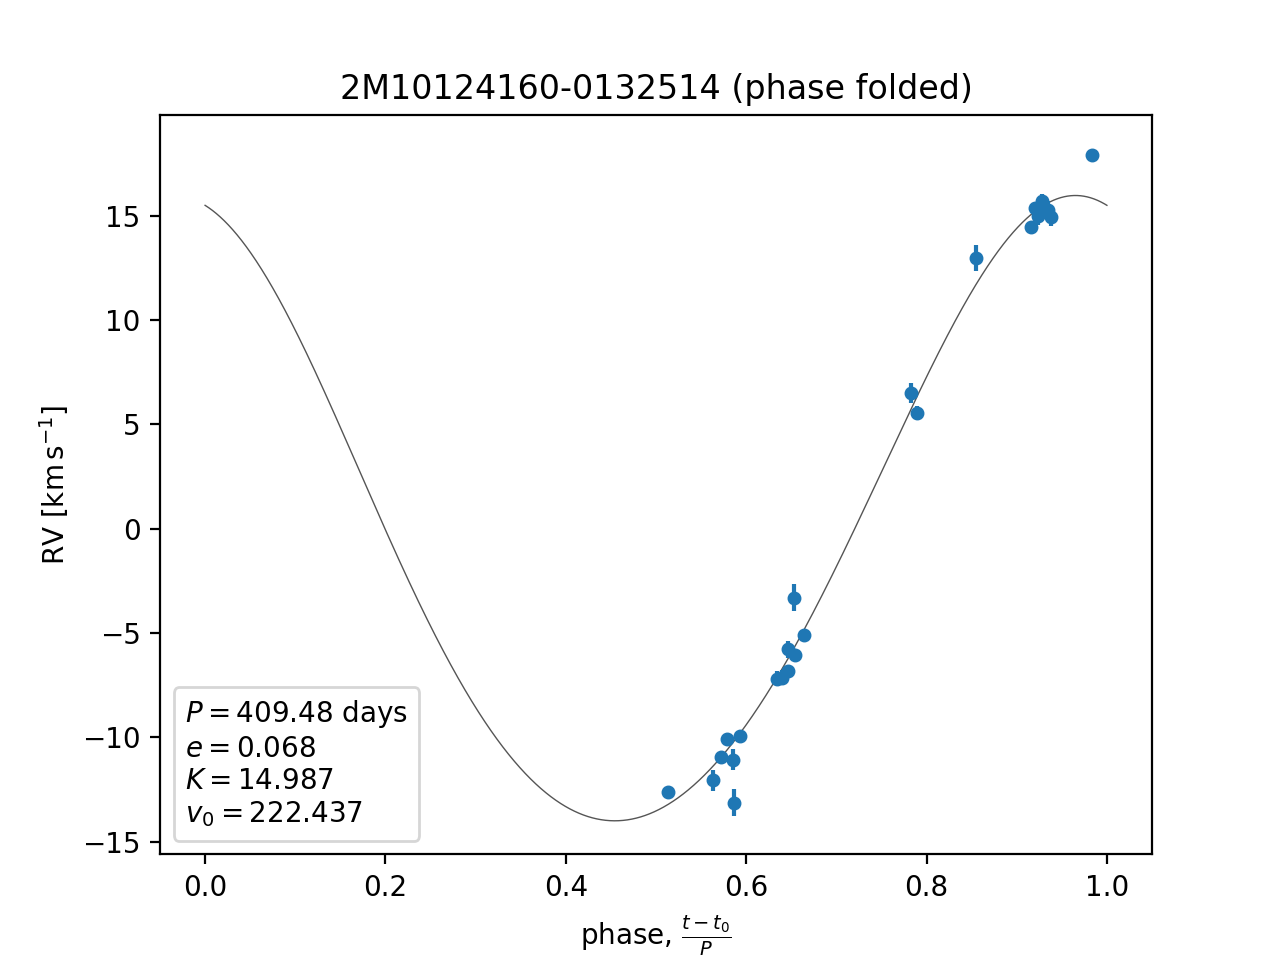 2M10124160-0132514 (phase folded)
RV [km s⁻¹]
15
10
5
0
−5
−10
−15
P = 409.48 days
e = 0.068
K = 14.987
v₀ = 222.437
0.0 0.2 0.4 0.6 0.8 1.0
phase, \frac{t − t₀}{P}